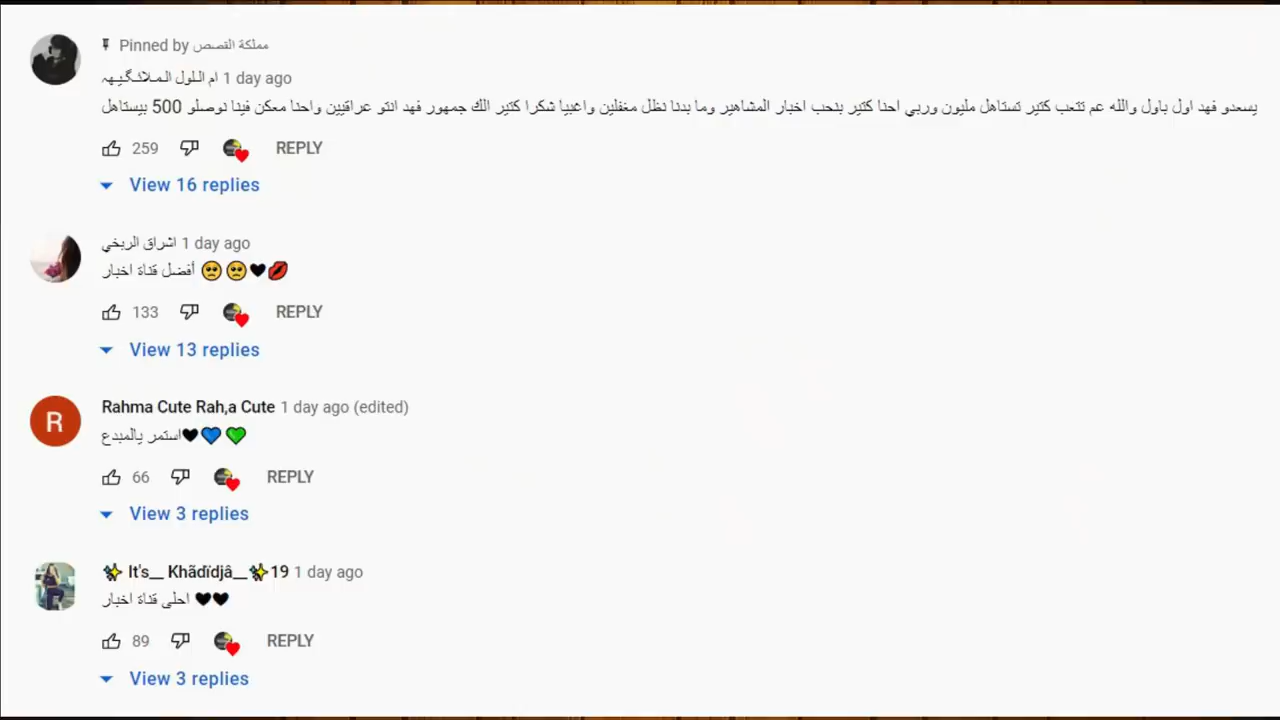 Pinned by مملكة القصص
ام اللول الملائگيهہ 1 day ago
يسعدو فهد اول باول والله عم تتعب كتير تستاهل مليون وربي احنا كتير بنحب اخبار المشاهير وما بدنا نظل مغفلين واغبيا شكرا كتير الك جمهور فهد انتو عراقيين واحنا معكن فينا نوصلو 500 بيستاهل
259 REPLY
View 16 replies
اشراق الربخي 1 day ago
أفضل قناة اخبار 🥺🥺🖤💋
133 REPLY
View 13 replies
R
Rahma Cute Rah,a Cute 1 day ago (edited)
استمر يالمبدع🖤💙💚
66 REPLY
View 3 replies
✨ It's__ Khãdïdjâ__✨19 1 day ago
احلى قناة اخبار 🖤🖤
89 REPLY
View 3 replies